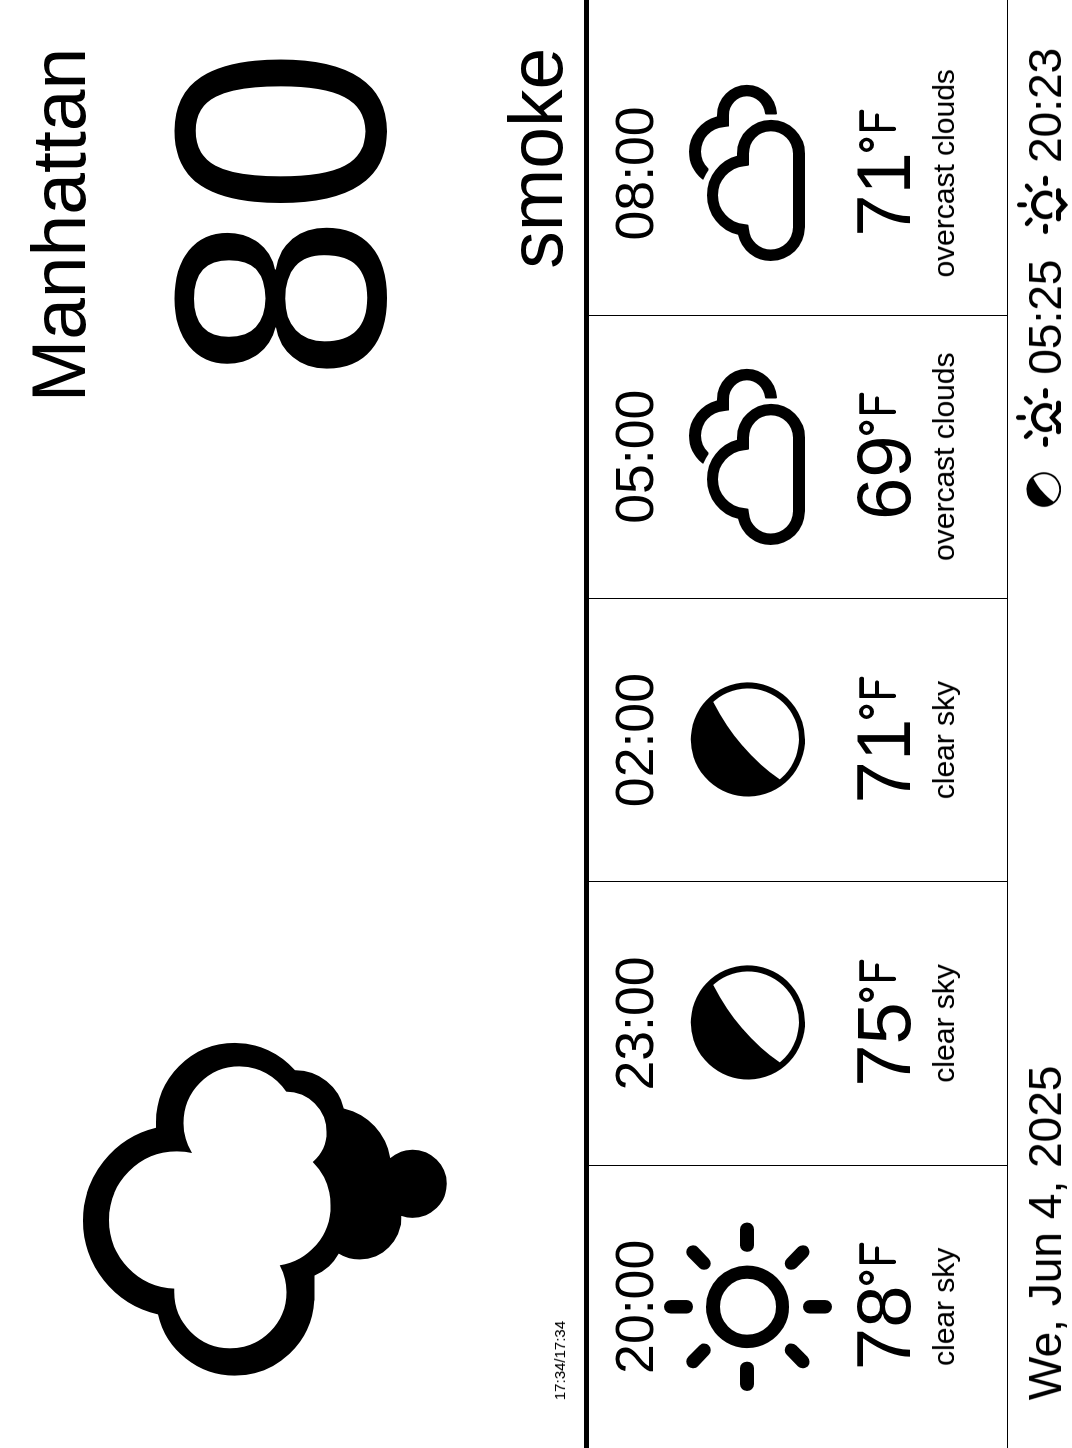 Manhattan
80
smoke
17:34/17:34
20:00
23:00
02:00
05:00
08:00
78°F
75°F
71°F
69°F
71°F
clear sky
clear sky
clear sky
overcast clouds
overcast clouds
We, Jun 4, 2025
05:25
20:23